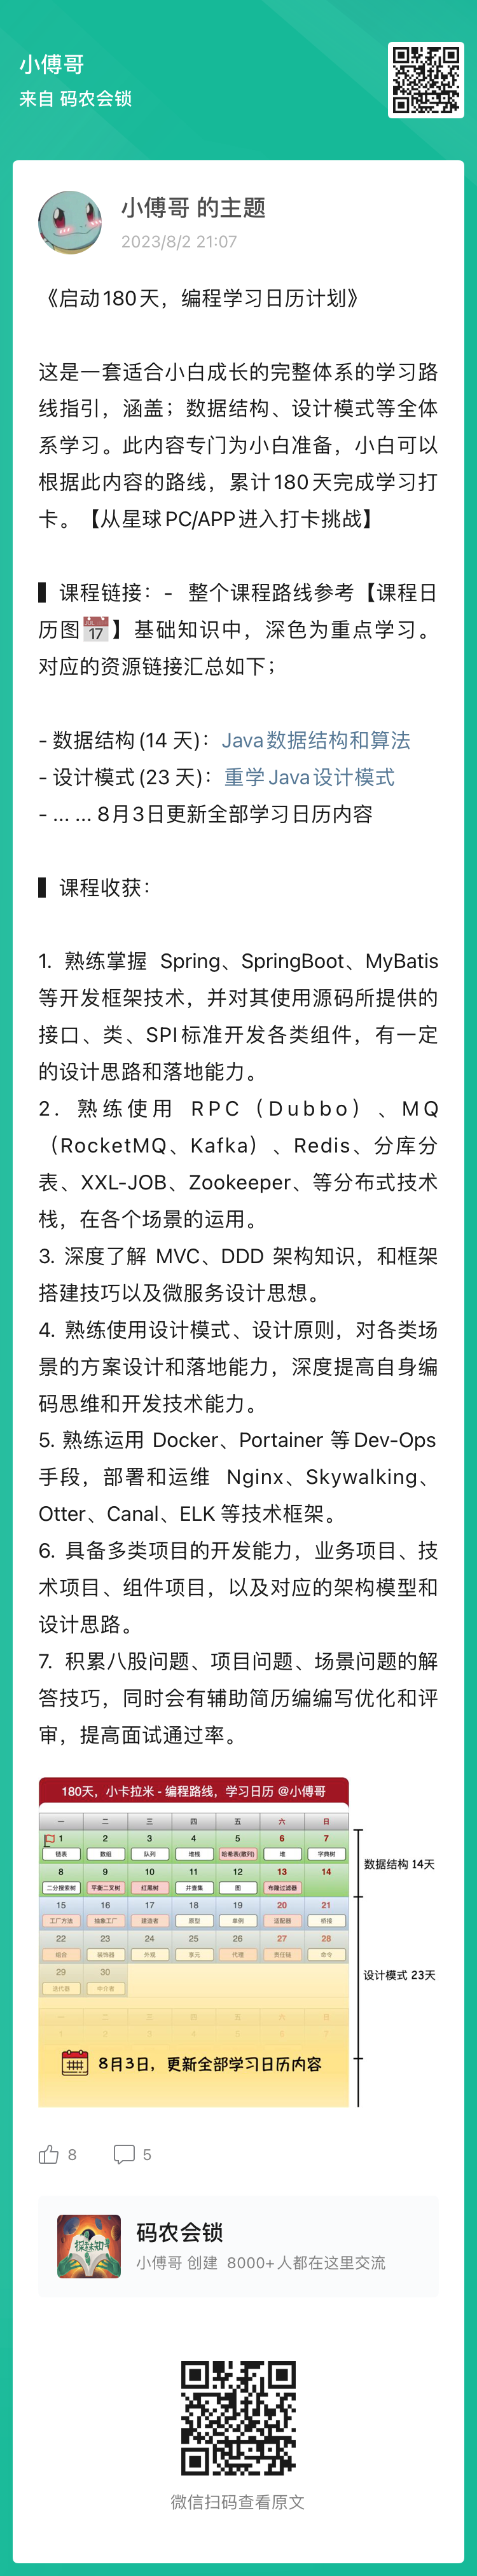 小傅哥
来自 码农会锁
小傅哥 的主题
2023/8/2 21:07
《启动180天，编程学习日历计划》
这是一套适合小白成长的完整体系的学习路
线指引，涵盖；数据结构、设计模式等全体
系学习。此内容专门为小白准备，小白可以
根据此内容的路线，累计180天完成学习打
卡。【从星球PC/APP进入打卡挑战】
▌课程链接：- 整个课程路线参考【课程日
历图📅】基础知识中，深色为重点学习。
对应的资源链接汇总如下；
- 数据结构(14 天)：Java数据结构和算法
- 设计模式(23 天)：重学Java设计模式
- ... ... 8月3日更新全部学习日历内容
▌课程收获：
1. 熟练掌握 Spring、SpringBoot、MyBatis
等开发框架技术，并对其使用源码所提供的
接口、类、SPI标准开发各类组件，有一定
的设计思路和落地能力。
2. 熟练使用 RPC（Dubbo）、MQ
（RocketMQ、Kafka）、Redis、分库分
表、XXL-JOB、Zookeeper、等分布式技术
栈，在各个场景的运用。
3. 深度了解 MVC、DDD 架构知识，和框架
搭建技巧以及微服务设计思想。
4. 熟练使用设计模式、设计原则，对各类场
景的方案设计和落地能力，深度提高自身编
码思维和开发技术能力。
5. 熟练运用 Docker、Portainer 等Dev-Ops
手段，部署和运维 Nginx、Skywalking、
Otter、Canal、ELK 等技术框架。
6. 具备多类项目的开发能力，业务项目、技
术项目、组件项目，以及对应的架构模型和
设计思路。
7. 积累八股问题、项目问题、场景问题的解
答技巧，同时会有辅助简历编编写优化和评
审，提高面试通过率。
180天，小卡拉米 - 编程路线，学习日历 @小傅哥
一 二 三 四 五 六 日
1 2 3 4 5 6 7
链表 数组 队列 堆栈 哈希表(散列) 堆 字典树
8 9 10 11 12 13 14
二分搜索树 平衡二叉树 红黑树 并查集 图 布隆过滤器
数据结构 14天
15 16 17 18 19 20 21
工厂方法 抽象工厂 建造者 原型 单例 适配器 桥接
22 23 24 25 26 27 28
组合 装饰器 外观 享元 代理 责任链 命令
设计模式 23天
29 30
迭代器 中介者
一 二 三 四 五 六 日
1 2 3 4 5 6 7
8月3日，更新全部学习日历内容
8 5
码农会锁
小傅哥 创建 8000+人都在这里交流
微信扫码查看原文